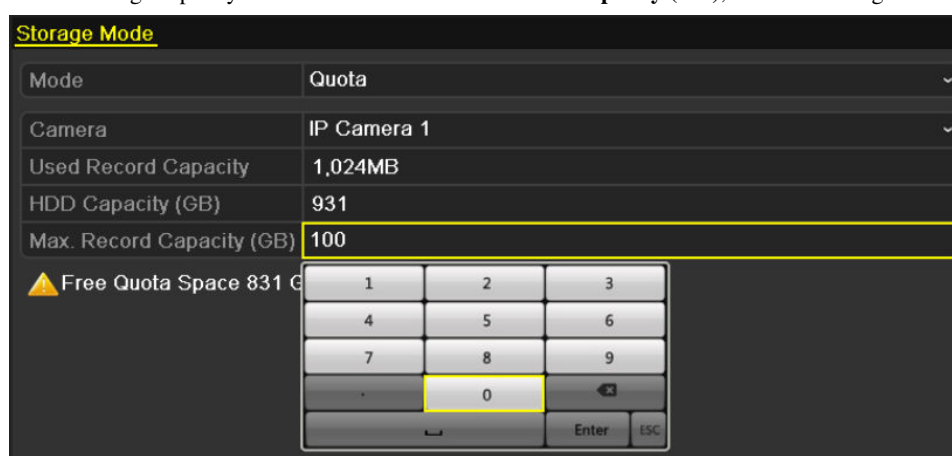 Storage Mode
Mode Quota
Camera IP Camera 1
Used Record Capacity 1,024MB
HDD Capacity (GB) 931
Max. Record Capacity (GB) 100
Free Quota Space 831 G
1 2 3
4 5 6
7 8 9
. 0
Enter ESC